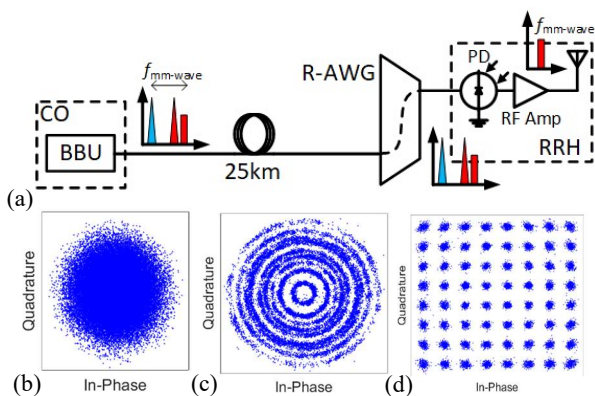 f_mm-wave
PD
R-AWG
f_mm-wave
CO
BBU
RF Amp
25km
RRH
(a)
Quadrature
Quadrature
Quadrature
(b) In-Phase
(c) In-Phase
(d) In-Phase